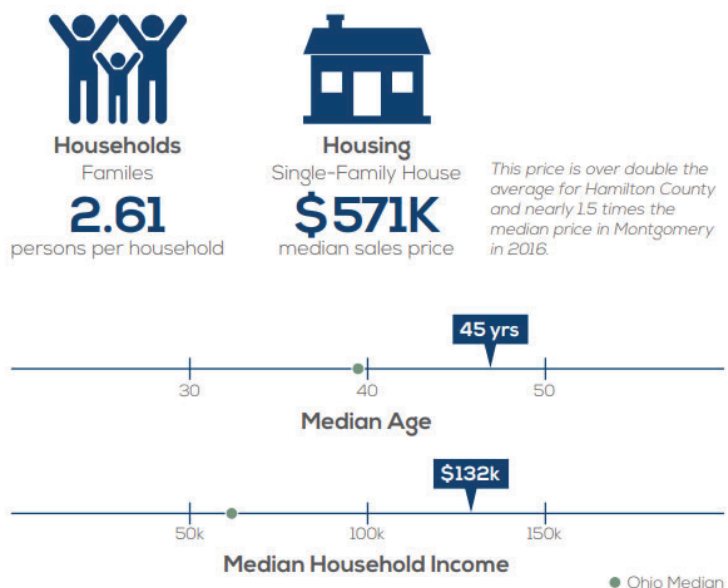 Households
Familes
2.61
persons per household
Housing
Single-Family House
$571K
median sales price
This price is over double the
average for Hamilton County
and nearly 1.5 times the
median price in Montgomery
in 2016.
45 yrs
30 40 50
Median Age
$132k
50k 100k 150k
Median Household Income
Ohio Median